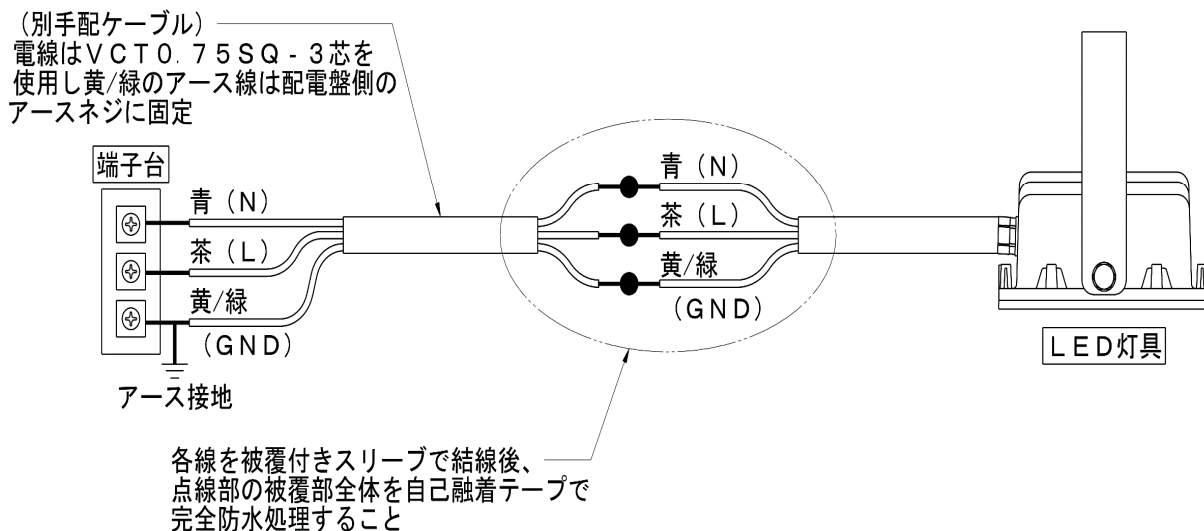 （別手配ケーブル）
電線はＶＣＴ０.７５ＳＱ-３芯を
使用し黄/緑のアース線は配電盤側の
アースネジに固定
端子台
青（Ｎ）
茶（Ｌ）
黄/緑
（ＧＮＤ）
アース接地
青（Ｎ）
茶（Ｌ）
黄/緑
（ＧＮＤ）
ＬＥＤ灯具
各線を被覆付きスリーブで結線後、
点線部の被覆部全体を自己融着テープで
完全防水処理すること